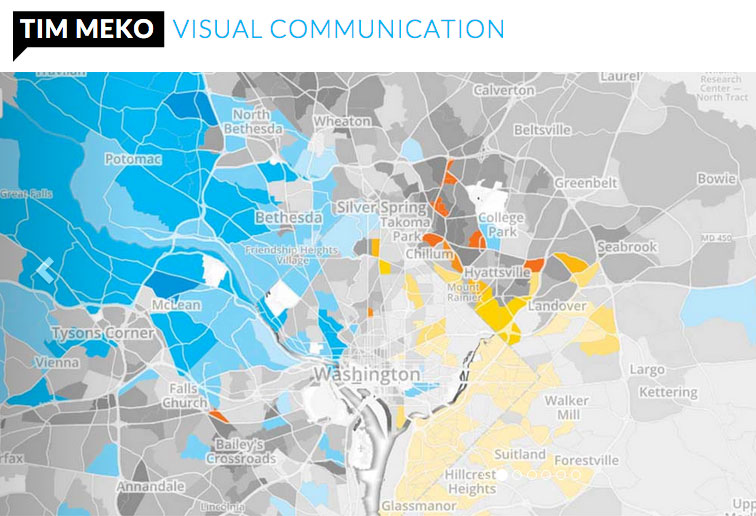 TIM MEKO VISUAL COMMUNICATION
Laurel
Research
Center —
North Tract
Calverton
North
Bethesda
Wheaton
Beltsville
Potomac
Greenbelt
Bowie
Great Falls
Bethesda
Silver Spring
Takoma
Park
College
Park
MD 450
Seabrook
Friendship Heights
Village
Chillum
Hyattsville
McLean
Mount
Rainier
Landover
Tysons Corner
Vienna
Washington
Largo
Falls
Church
Kettering
Walker
Mill
Bailey's
Crossroads
Suitland
Forestville
Annandale
Hillcrest
Heights
Lincolnia
Glassmanor